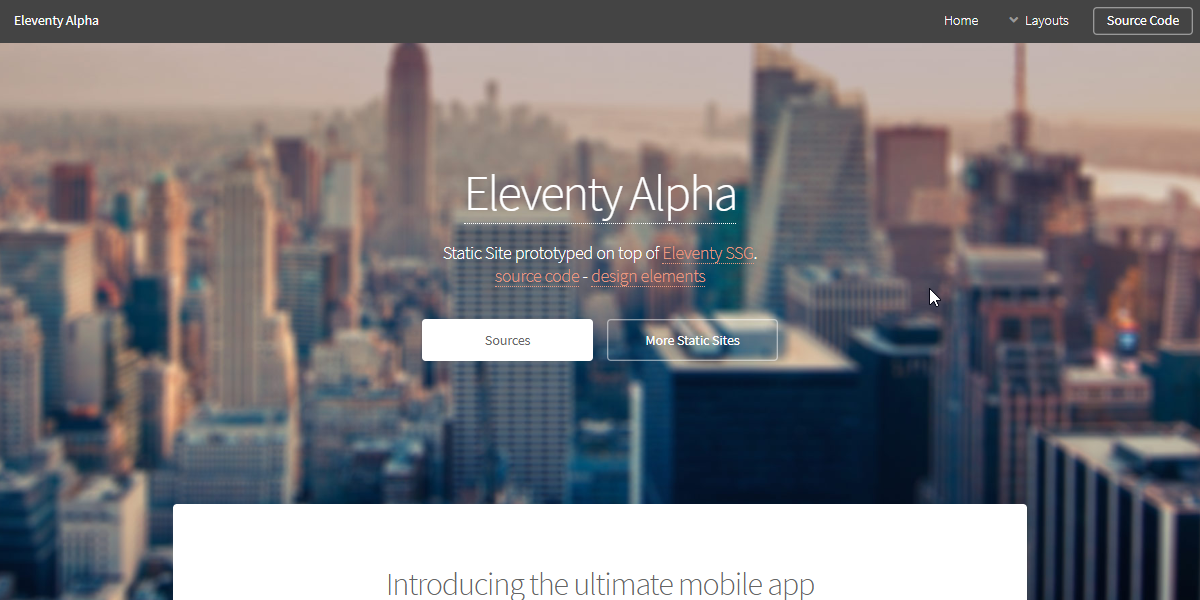 Eleventy Alpha
Home
Layouts
Source Code
Eleventy Alpha
Static Site prototyped on top of Eleventy SSG.
source code - design elements
Sources
More Static Sites
Introducing the ultimate mobile app